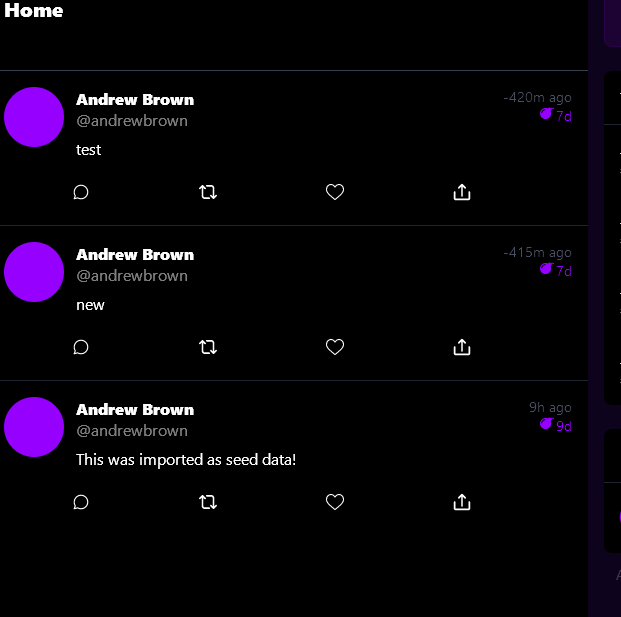 Home
Andrew Brown
-420m ago
@andrewbrown
7d
test
Andrew Brown
-415m ago
@andrewbrown
7d
new
Andrew Brown
9h ago
@andrewbrown
9d
This was imported as seed data!